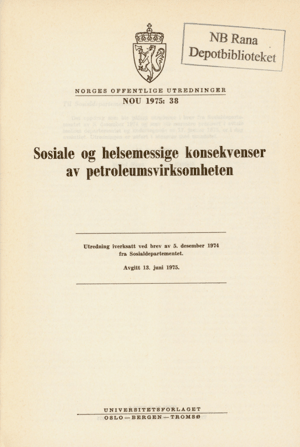 NB Rana
Depotbiblioteket
NORGES OFFENTLIGE UTREDNINGER
NOU 1975: 38
Sosiale og helsemessige konsekvenser
av petroleumsvirksomheten
Utredning iverksatt ved brev av 5. desember 1974
fra Sosialdepartementet.
Avgitt 13. juni 1975.
UNIVERSITETSFORLAGET
OSLO – BERGEN – TROMSØ